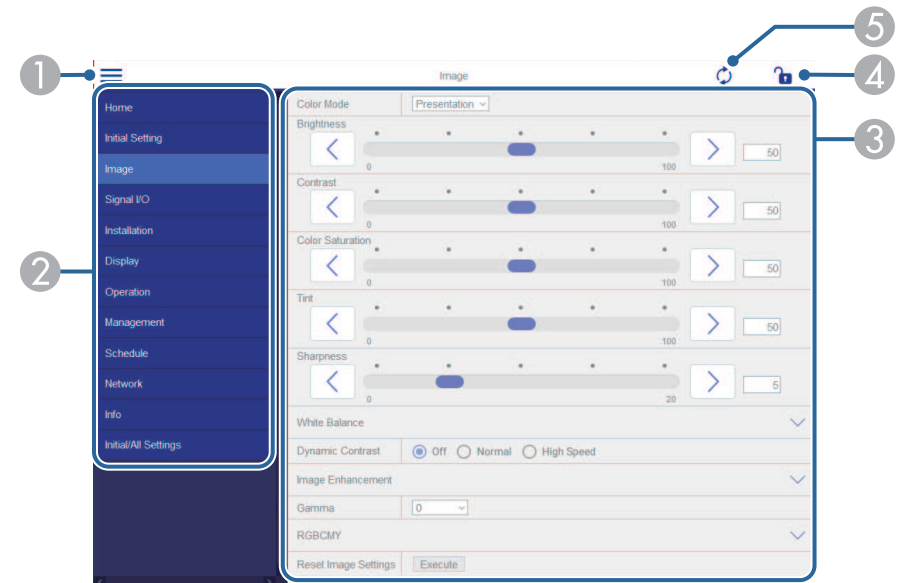 5
1
Image
4
Home
Color Mode Presentation
Brightness
Initial Setting
3
50
0 100
Image
Contrast
Signal I/O
50
0 100
Installation
Color Saturation
Display
2
50
0 100
Operation
Tint
Management
50
0 100
Schedule
Sharpness
Network
5
0 20
Info
White Balance
Initial/All Settings
Dynamic Contrast Off Normal High Speed
Image Enhancement
Gamma 0
RGBCMY
Reset Image Settings Execute